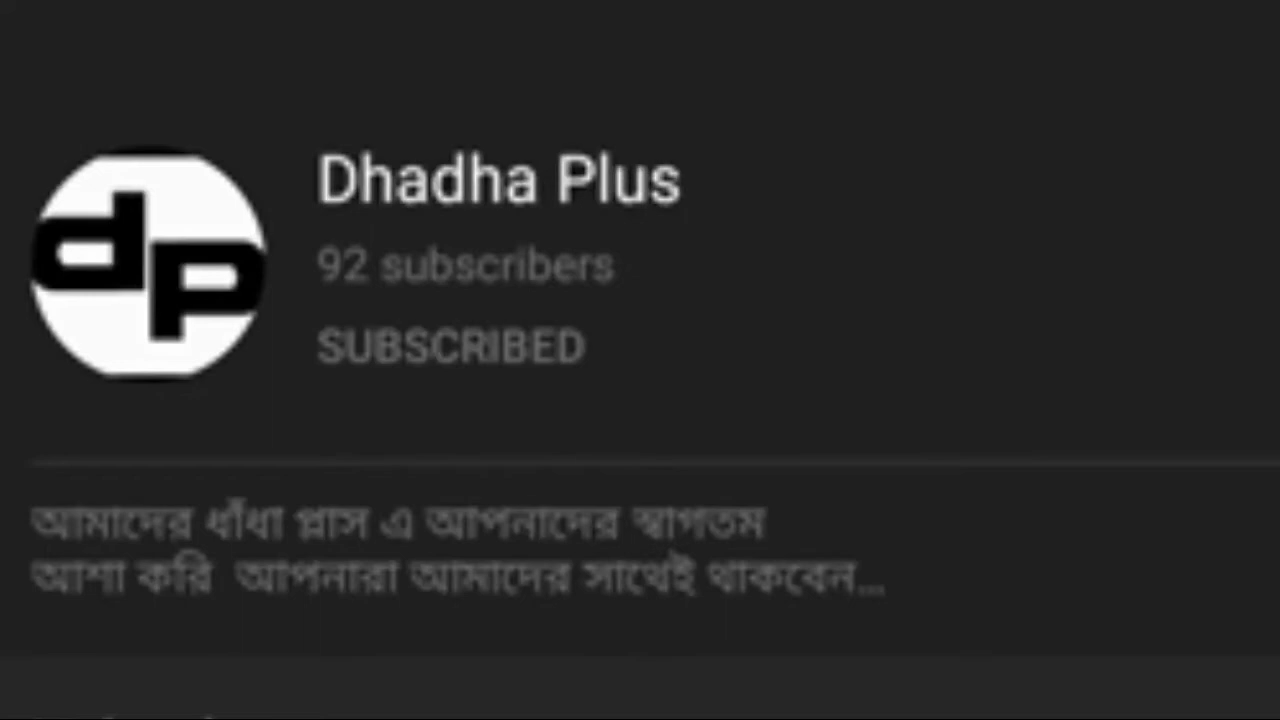 dp
Dhadha Plus
92 subscribers
SUBSCRIBED
আমাদের ধাঁধা প্লাস এ আপনাদের স্বাগতম
আশা করি আপনারা আমাদের সাথেই থাকবেন...